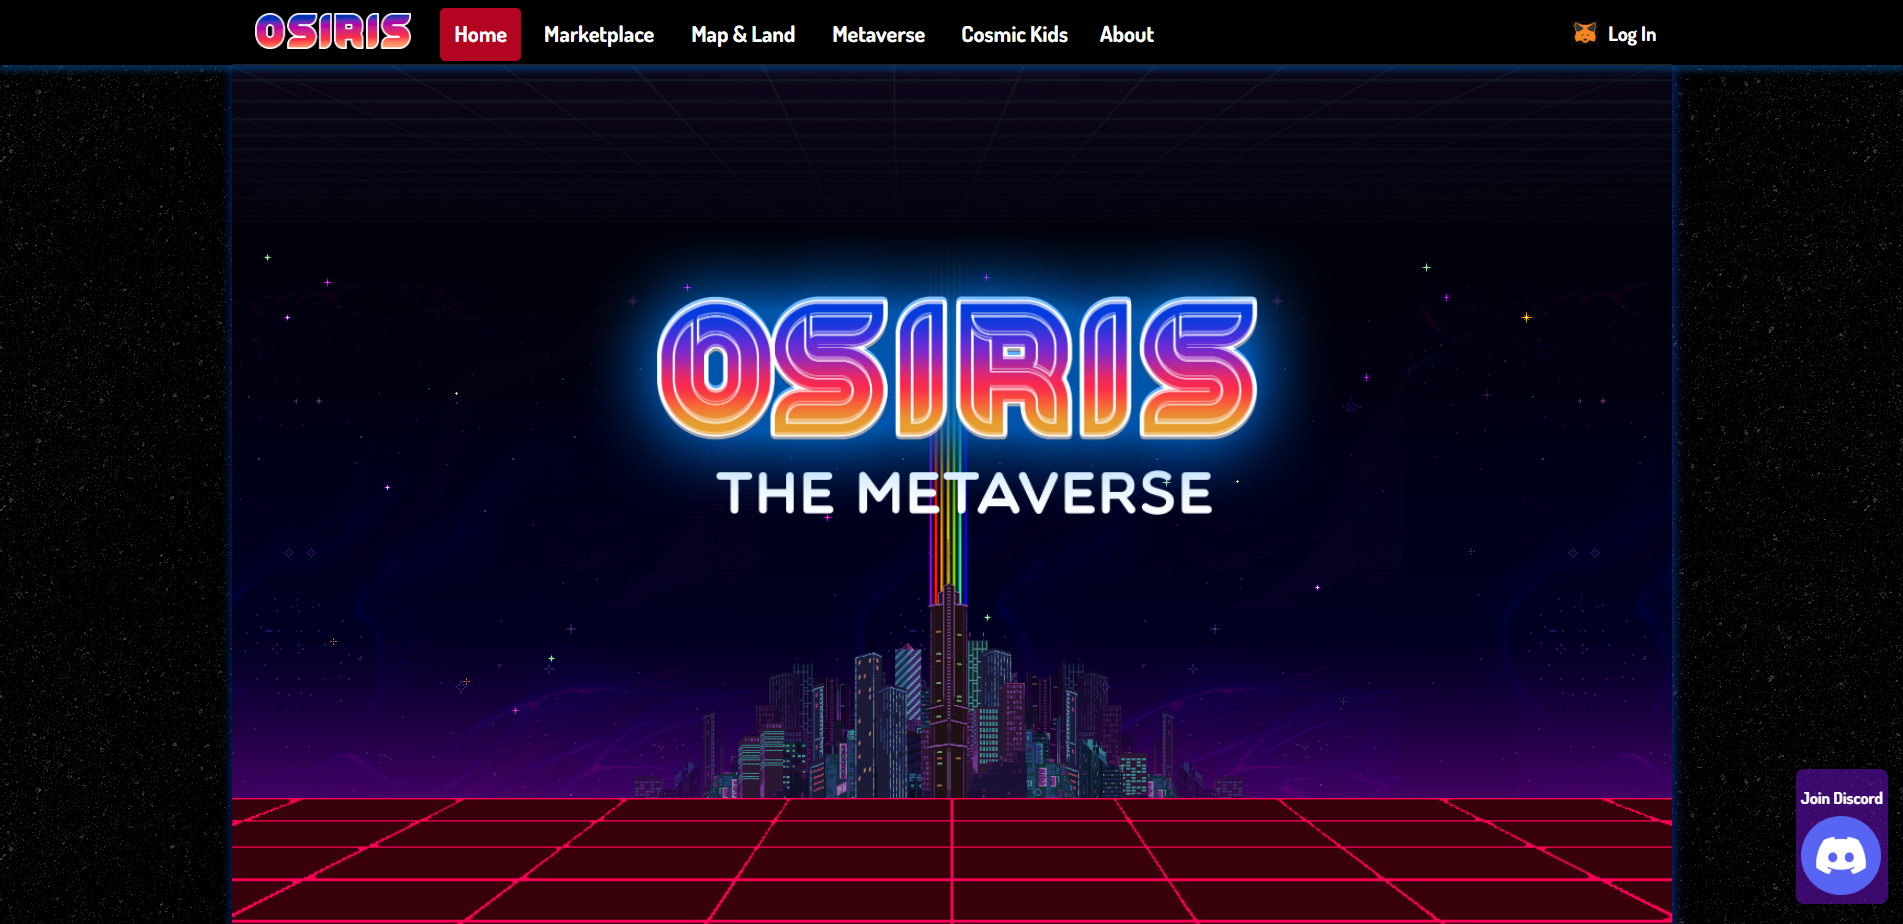 OSIRIS Home Marketplace Map & Land Metaverse Cosmic Kids About Log In
OSIRIS
THE METAVERSE
Join Discord